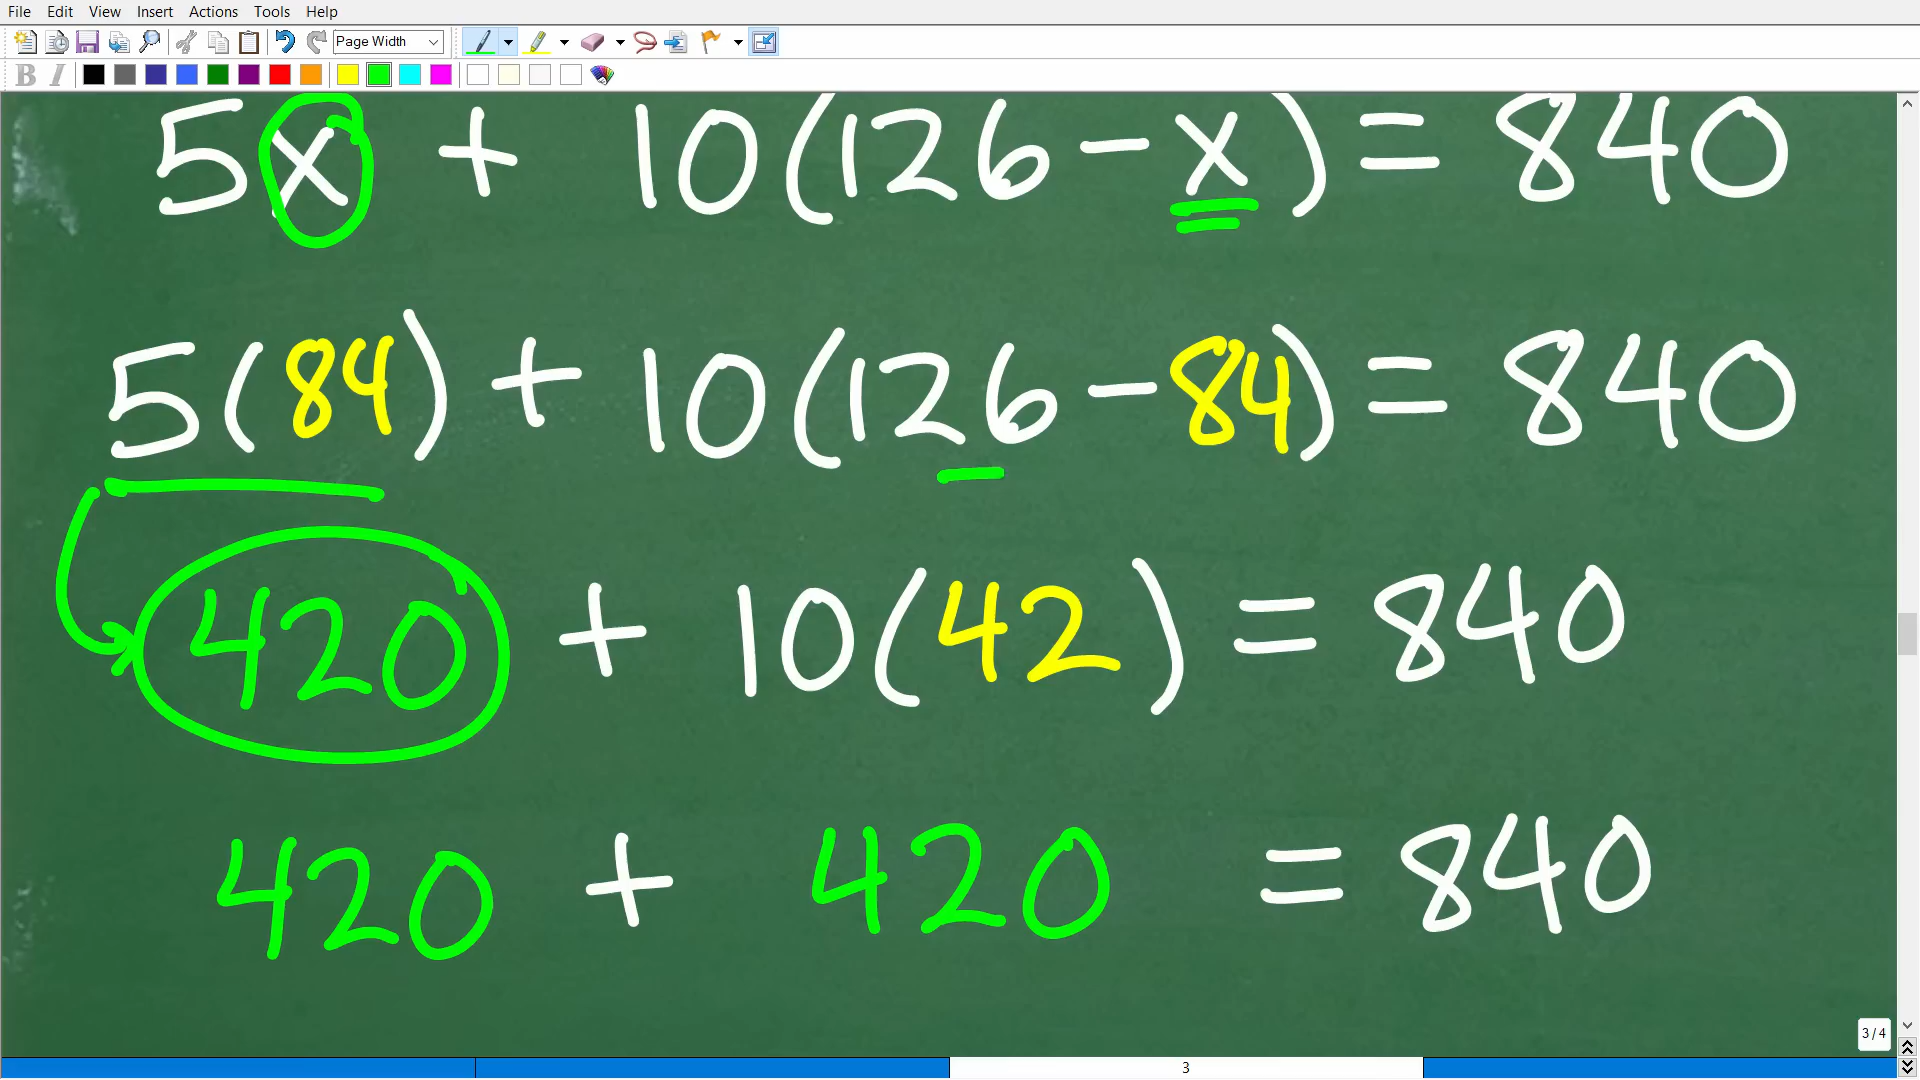 File Edit View Insert Actions Tools Help
Page Width
B I
5x + 10(126 - x) = 840
5(84) + 10(126 - 84) = 840
420 + 10(42) = 840
420 + 420 = 840
3 / 4
3